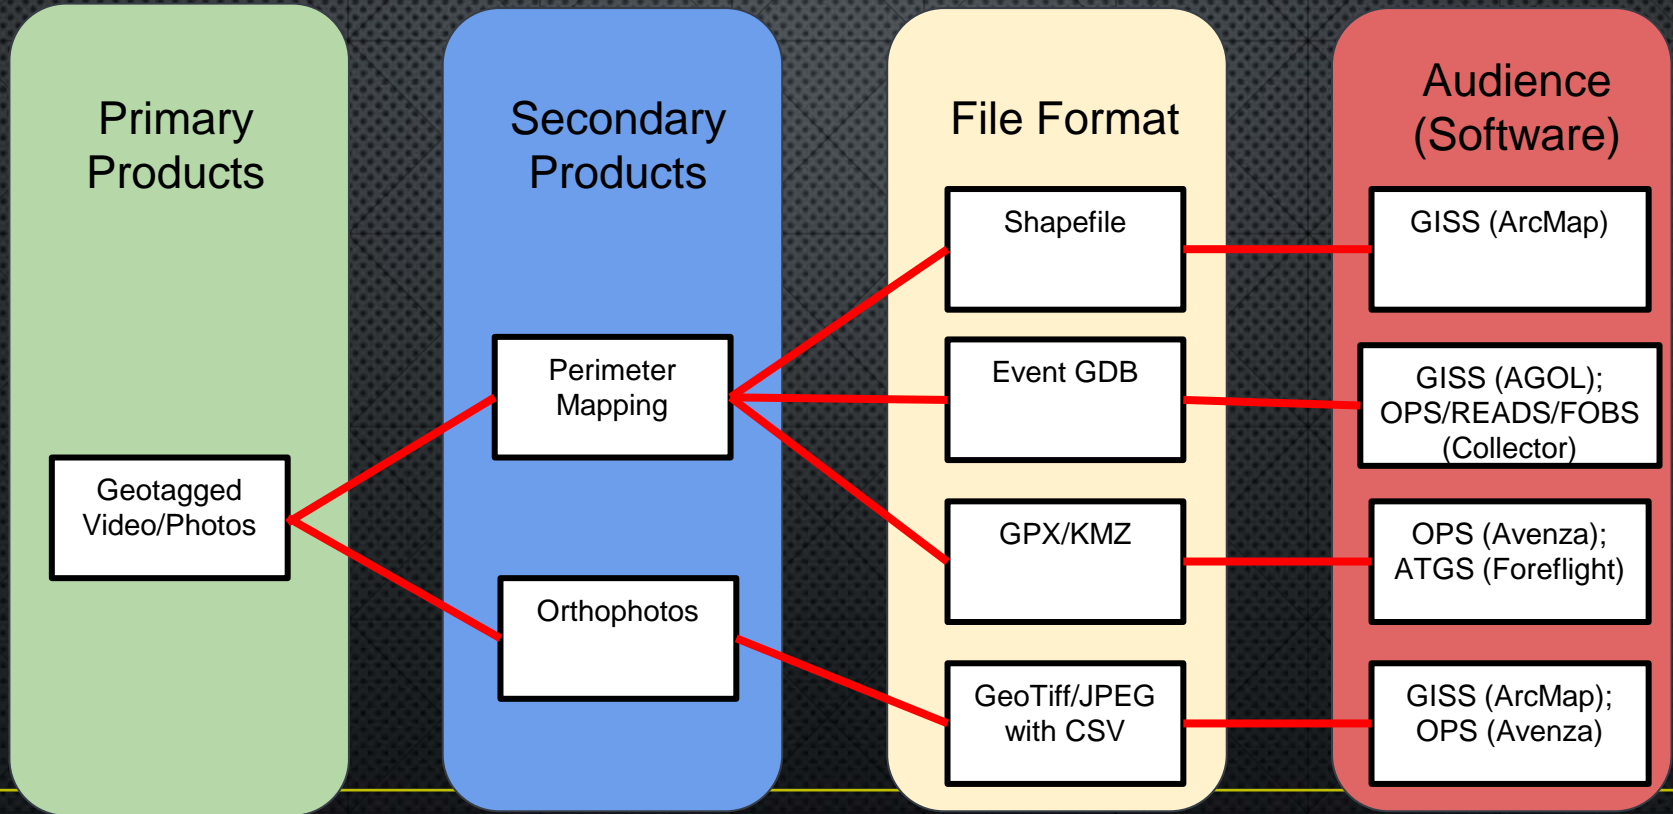 Primary
Products
Geotagged
Video/Photos
Secondary
Products
Perimeter
Mapping
Orthophotos
File Format
Shapefile
Event GDB
GPX/KMZ
GeoTiff/JPEG
with CSV
Audience
(Software)
GISS (ArcMap)
GISS (AGOL);
OPS/READS/FOBS
(Collector)
OPS (Avenza);
ATGS (Foreflight)
GISS (ArcMap);
OPS (Avenza)